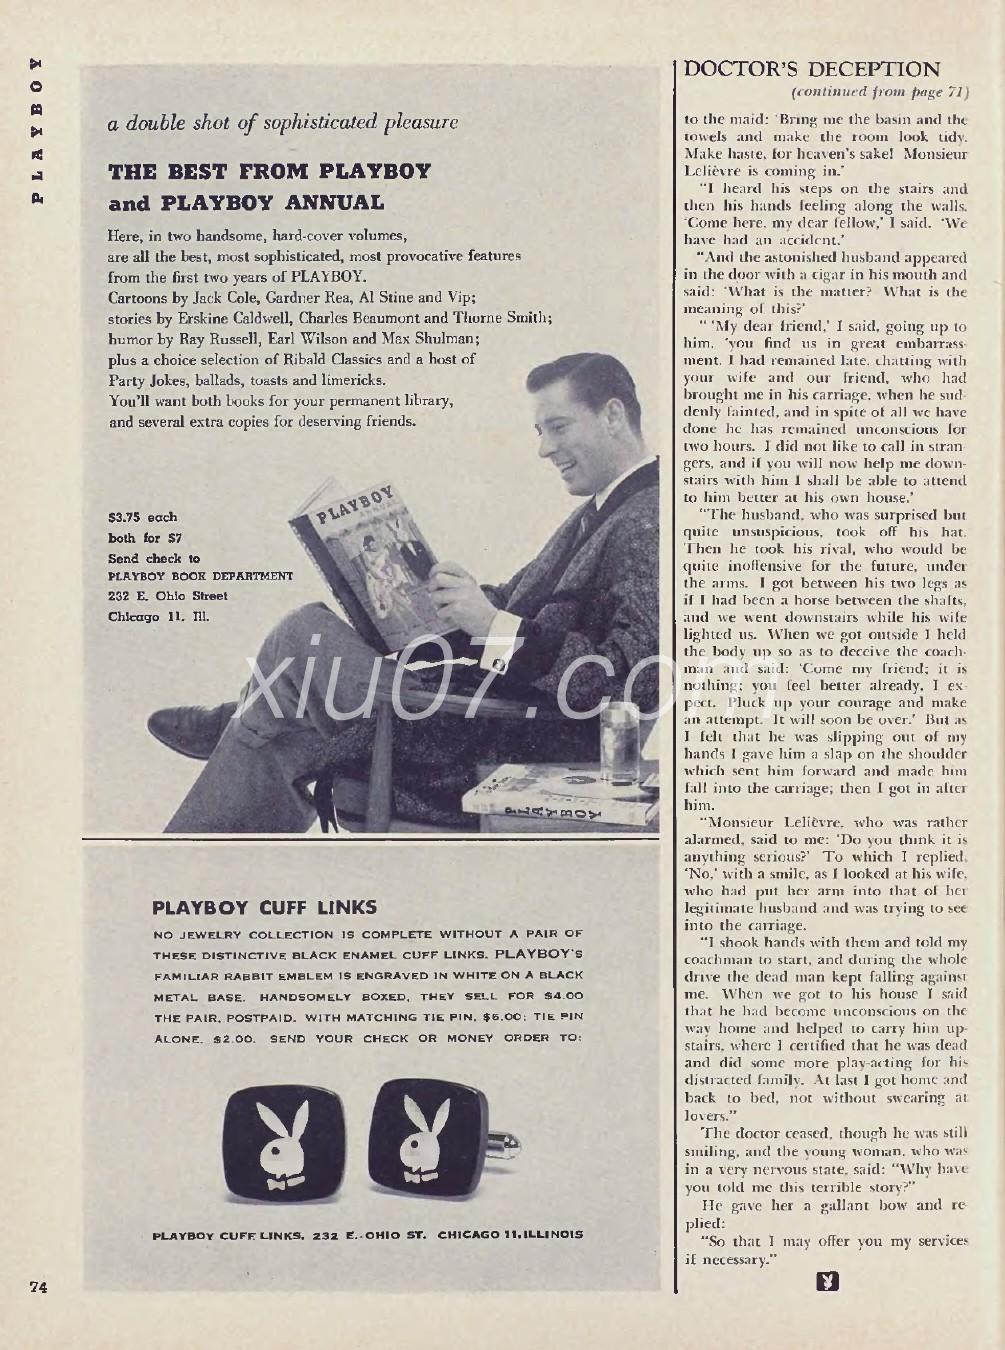 PLAYBOY
a double shot of sophisticated pleasure
THE BEST FROM PLAYBOY
and PLAYBOY ANNUAL
Here, in two handsome, hard-cover volumes,
are all the best, most sophisticated, most provocative features
from the first two years of PLAYBOY.
Cartoons by Jack Cole, Gardner Rea, Al Stine and Vip;
stories by Erskine Caldwell, Charles Beaumont and Thorne Smith;
humor by Ray Russell, Earl Wilson and Max Shulman;
plus a choice selection of Ribald Classics and a host of
Party Jokes, ballads, toasts and limericks.
You'll want both books for your permanent library,
and several extra copies for deserving friends.
$3.75 each
both for $7
Send check to
PLAYBOY BOOK DEPARTMENT
232 E. Ohio Street
Chicago 11, Ill.
PLAYBOY
PLAYBOY
xiu07.com
PLAYBOY CUFF LINKS
NO JEWELRY COLLECTION IS COMPLETE WITHOUT A PAIR OF
THESE DISTINCTIVE BLACK ENAMEL CUFF LINKS. PLAYBOY'S
FAMILIAR RABBIT EMBLEM IS ENGRAVED IN WHITE ON A BLACK
METAL BASE. HANDSOMELY BOXED, THEY SELL FOR $4.00
THE PAIR, POSTPAID. WITH MATCHING TIE PIN, $6.00; TIE PIN
ALONE, $2.00. SEND YOUR CHECK OR MONEY ORDER TO:
PLAYBOY CUFF LINKS, 232 E. OHIO ST. CHICAGO 11, ILLINOIS
74
DOCTOR'S DECEPTION
(continued from page 71)
to the maid: 'Bring me the basin and the
towels and make the room look tidy.
Make haste, for heaven's sake! Monsieur
Lelièvre is coming in.'
"I heard his steps on the stairs and
then his hands feeling along the walls.
'Come here, my dear fellow,' I said. 'We
have had an accident.'
"And the astonished husband appeared
in the door with a cigar in his mouth and
said: 'What is the matter? What is the
meaning of this?'
" 'My dear friend,' I said, going up to
him, 'you find us in great embarrass-
ment. I had remained late, chatting with
your wife and our friend, who had
brought me in his carriage, when he sud-
denly fainted, and in spite of all we have
done he has remained unconscious for
two hours. I did not like to call in stran-
gers, and if you will now help me down-
stairs with him I shall be able to attend
to him better at his own house.'
"The husband, who was surprised but
quite unsuspicious, took off his hat.
Then he took his rival, who would be
quite inoffensive for the future, under
the arms. I got between his two legs as
if I had been a horse between the shafts,
and we went downstairs while his wife
lighted us. When we got outside I held
the body up so as to deceive the coach-
man and said: 'Come my friend; it is
nothing; you feel better already, I ex-
pect. Pluck up your courage and make
an attempt. It will soon be over.' But as
I felt that he was slipping out of my
hands I gave him a slap on the shoulder
which sent him forward and made him
fall into the carriage; then I got in after
him.
"Monsieur Lelièvre, who was rather
alarmed, said to me: 'Do you think it is
anything serious?' To which I replied,
'No,' with a smile, as I looked at his wife,
who had put her arm into that of her
legitimate husband and was trying to see
into the carriage.
"I shook hands with them and told my
coachman to start, and during the whole
drive the dead man kept falling against
me. When we got to his house I said
that he had become unconscious on the
way home and helped to carry him up-
stairs, where I certified that he was dead
and did some more play-acting for his
distracted family. At last I got home and
back to bed, not without swearing at
lovers."
The doctor ceased, though he was still
smiling, and the young woman, who was
in a very nervous state, said: "Why have
you told me this terrible story?"
He gave her a gallant bow and re-
plied:
"So that I may offer you my services
if necessary."